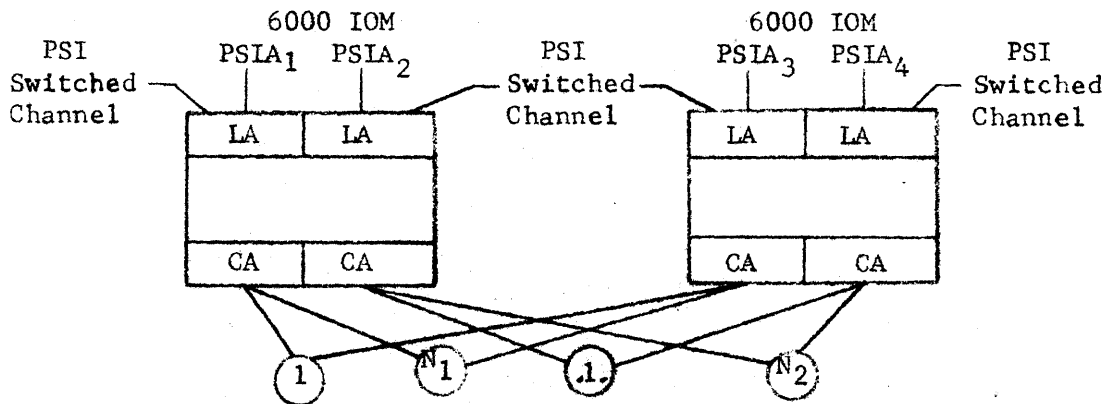 6000 IOM 6000 IOM
PSI PSIA1 PSIA2 PSI PSIA3 PSIA4 PSI
Switched Switched Switched
Channel Channel Channel
LA LA LA LA
CA CA CA CA
1 N1 .1. N2